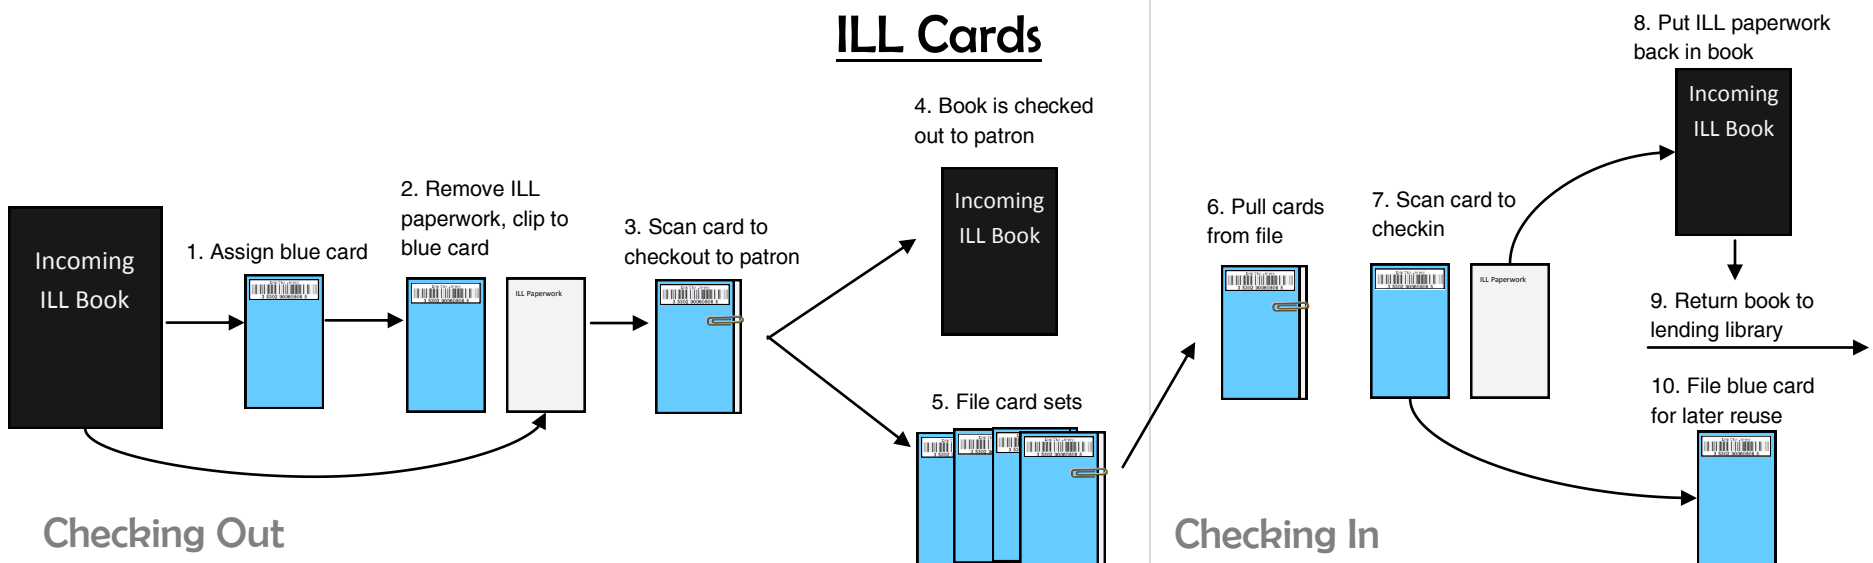 ILL Cards
Incoming
ILL Book
1. Assign blue card
2. Remove ILL
paperwork, clip to
blue card
ILL Paperwork
3. Scan card to
checkout to patron
4. Book is checked
out to patron
Incoming
ILL Book
5. File card sets
Checking Out
6. Pull cards
from file
7. Scan card to
checkin
ILL Paperwork
8. Put ILL paperwork
back in book
Incoming
ILL Book
9. Return book to
lending library
10. File blue card
for later reuse
Checking In